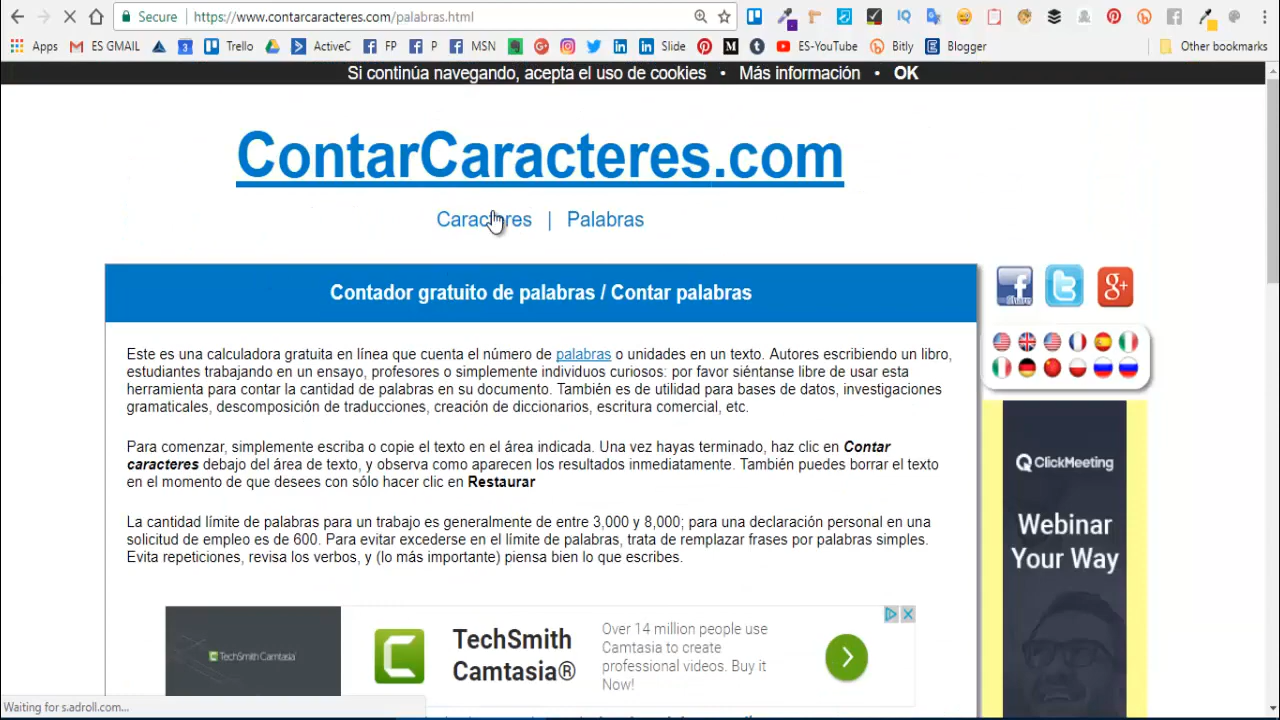 Secure https://www.contarcaracteres.com/palabras.html
Apps ES GMAIL Trello ActiveC FP P MSN Slide ES-YouTube Bitly Blogger Other bookmarks
Si continúa navegando, acepta el uso de cookies • Más información • OK
ContarCaracteres.com
Caracteres | Palabras
Contador gratuito de palabras / Contar palabras
Este es una calculadora gratuita en línea que cuenta el número de palabras o unidades en un texto. Autores escribiendo un libro,
estudiantes trabajando en un ensayo, profesores o simplemente individuos curiosos: por favor siéntanse libre de usar esta
herramienta para contar la cantidad de palabras en su documento. También es de utilidad para bases de datos, investigaciones
gramaticales, descomposición de traducciones, creación de diccionarios, escritura comercial, etc.
Para comenzar, simplemente escriba o copie el texto en el área indicada. Una vez hayas terminado, haz clic en Contar
caracteres debajo del área de texto, y observa como aparecen los resultados inmediatamente. También puedes borrar el texto
en el momento de que desees con sólo hacer clic en Restaurar
La cantidad límite de palabras para un trabajo es generalmente de entre 3,000 y 8,000; para una declaración personal en una
solicitud de empleo es de 600. Para evitar excederse en el límite de palabras, trata de remplazar frases por palabras simples.
Evita repeticiones, revisa los verbos, y (lo más importante) piensa bien lo que escribes.
ClickMeeting
Webinar
Your Way
TechSmith Camtasia
TechSmith
Camtasia®
Over 14 million people use
Camtasia to create
professional videos. Buy it
Now!
Waiting for s.adroll.com...